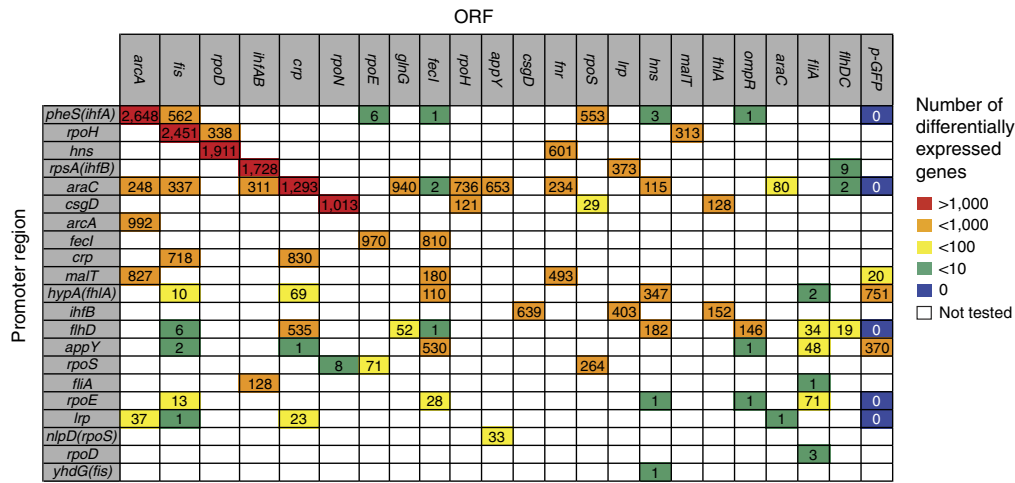 ORF
arcA fis rpoD ihfAB crp rpoN rpoE glnG fecI rpoH appY csgD fnr rpoS lrp hns malT fhlA ompR araC fliA flhDC p-GFP
Promoter region
pheS(ihfA) 2,648 562 6 1 553 3 1 0
rpoH 2,451 338 313
hns 1,911 601
rpsA(ihfB) 1,728 373 9
araC 248 337 311 1,293 940 2 736 653 234 115 80 2 0
csgD 1,013 121 29 128
arcA 992
fecI 970 810
crp 718 830
malT 827 180 493 20
hypA(fhlA) 10 69 110 347 2 751
ihfB 639 403 152
flhD 6 535 52 1 182 146 34 19 0
appY 2 1 530 1 48 370
rpoS 8 71 264
fliA 128 1
rpoE 13 28 1 1 71 0
lrp 37 1 23 1 0
nlpD(rpoS) 33
rpoD 3
yhdG(fis) 1
Number of
differentially
expressed
genes
>1,000
<1,000
<100
<10
0
Not tested